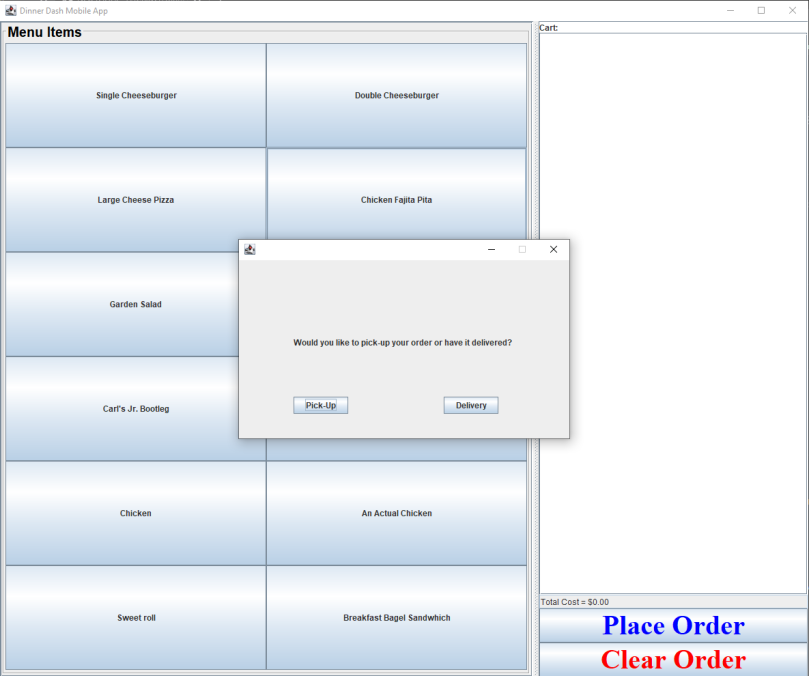 Dinner Dash Mobile App
Menu Items
Cart:
Single Cheeseburger
Double Cheeseburger
Large Cheese Pizza
Chicken Fajita Pita
Garden Salad
Would you like to pick-up your order or have it delivered?
Pick-Up
Delivery
Carl's Jr. Bootleg
Chicken
An Actual Chicken
Sweet roll
Breakfast Bagel Sandwhich
Total Cost = $0.00
Place Order
Clear Order